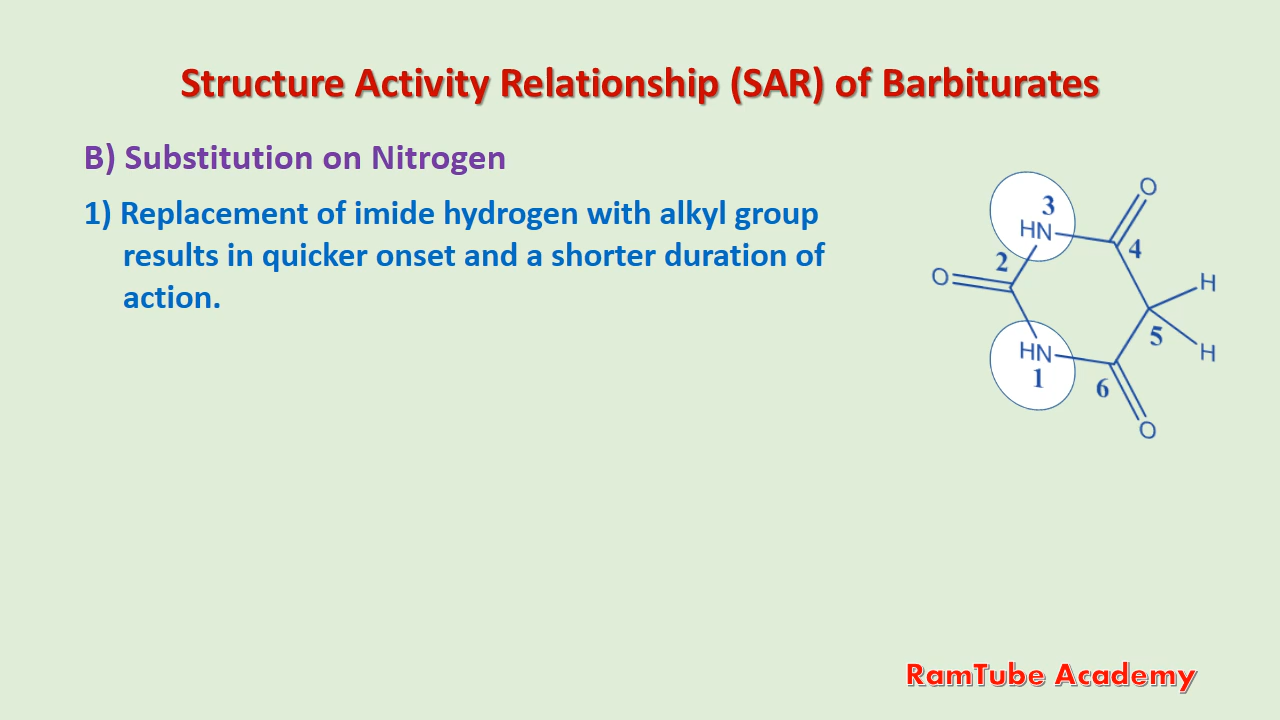 Structure Activity Relationship (SAR) of Barbiturates
B) Substitution on Nitrogen
1) Replacement of imide hydrogen with alkyl group
results in quicker onset and a shorter duration of
action.
O
3
HN
4
2
O
H
5
H
HN
1
6
O
RamTube Academy